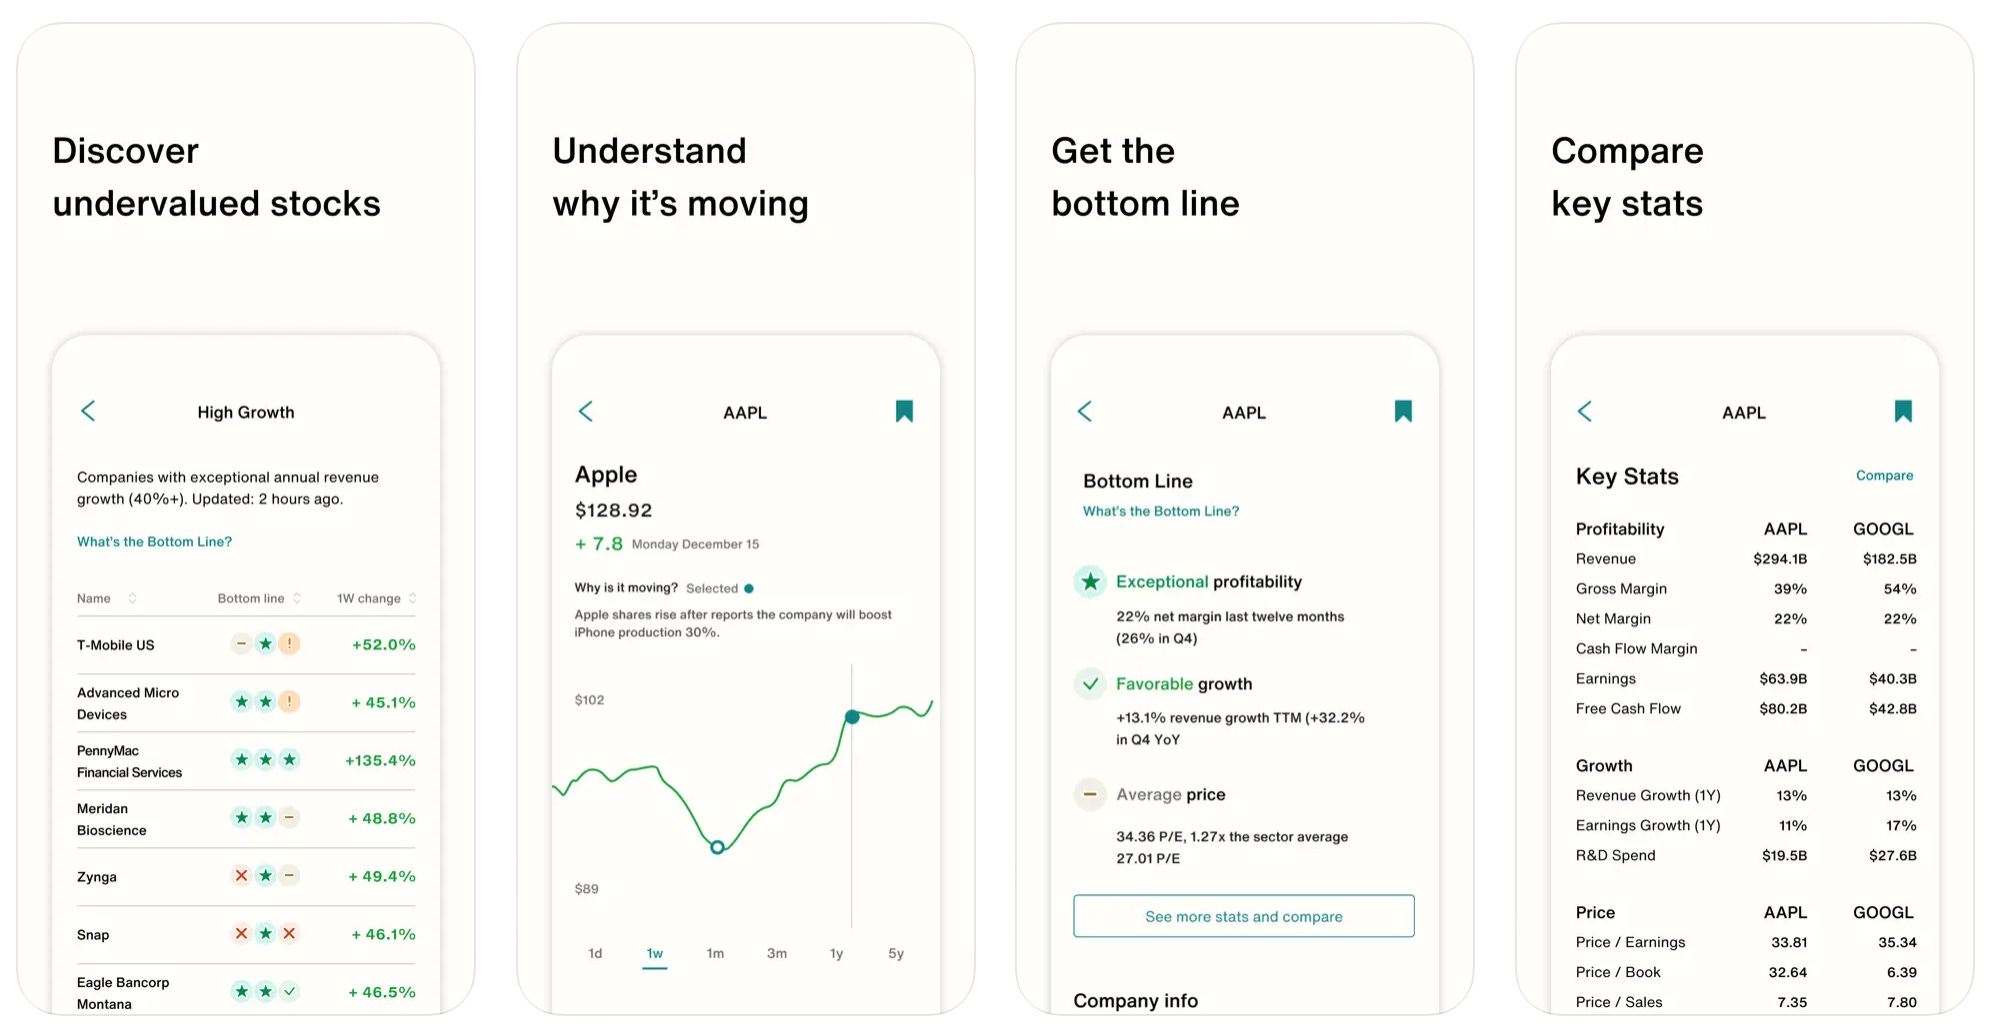 Discover
undervalued stocks
High Growth
Companies with exceptional annual revenue
growth (40%+). Updated: 2 hours ago.
What's the Bottom Line?
Name Bottom line 1W change
T-Mobile US +52.0%
Advanced Micro
Devices + 45.1%
PennyMac
Financial Services +135.4%
Meridan
Bioscience + 48.8%
Zynga + 49.4%
Snap + 46.1%
Eagle Bancorp
Montana + 46.5%
Understand
why it’s moving
AAPL
Apple
$128.92
+ 7.8 Monday December 15
Why is it moving? Selected
Apple shares rise after reports the company will boost
iPhone production 30%.
$102
$89
1d 1w 1m 3m 1y 5y
Get the
bottom line
AAPL
Bottom Line
What's the Bottom Line?
Exceptional profitability
22% net margin last twelve months
(26% in Q4)
Favorable growth
+13.1% revenue growth TTM (+32.2%
in Q4 YoY
Average price
34.36 P/E, 1.27x the sector average
27.01 P/E
See more stats and compare
Company info
Compare
key stats
AAPL
Key Stats Compare
Profitability AAPL GOOGL
Revenue $294.1B $182.5B
Gross Margin 39% 54%
Net Margin 22% 22%
Cash Flow Margin – –
Earnings $63.9B $40.3B
Free Cash Flow $80.2B $42.8B
Growth AAPL GOOGL
Revenue Growth (1Y) 13% 13%
Earnings Growth (1Y) 11% 17%
R&D Spend $19.5B $27.6B
Price AAPL GOOGL
Price / Earnings 33.81 35.34
Price / Book 32.64 6.39
Price / Sales 7.35 7.80